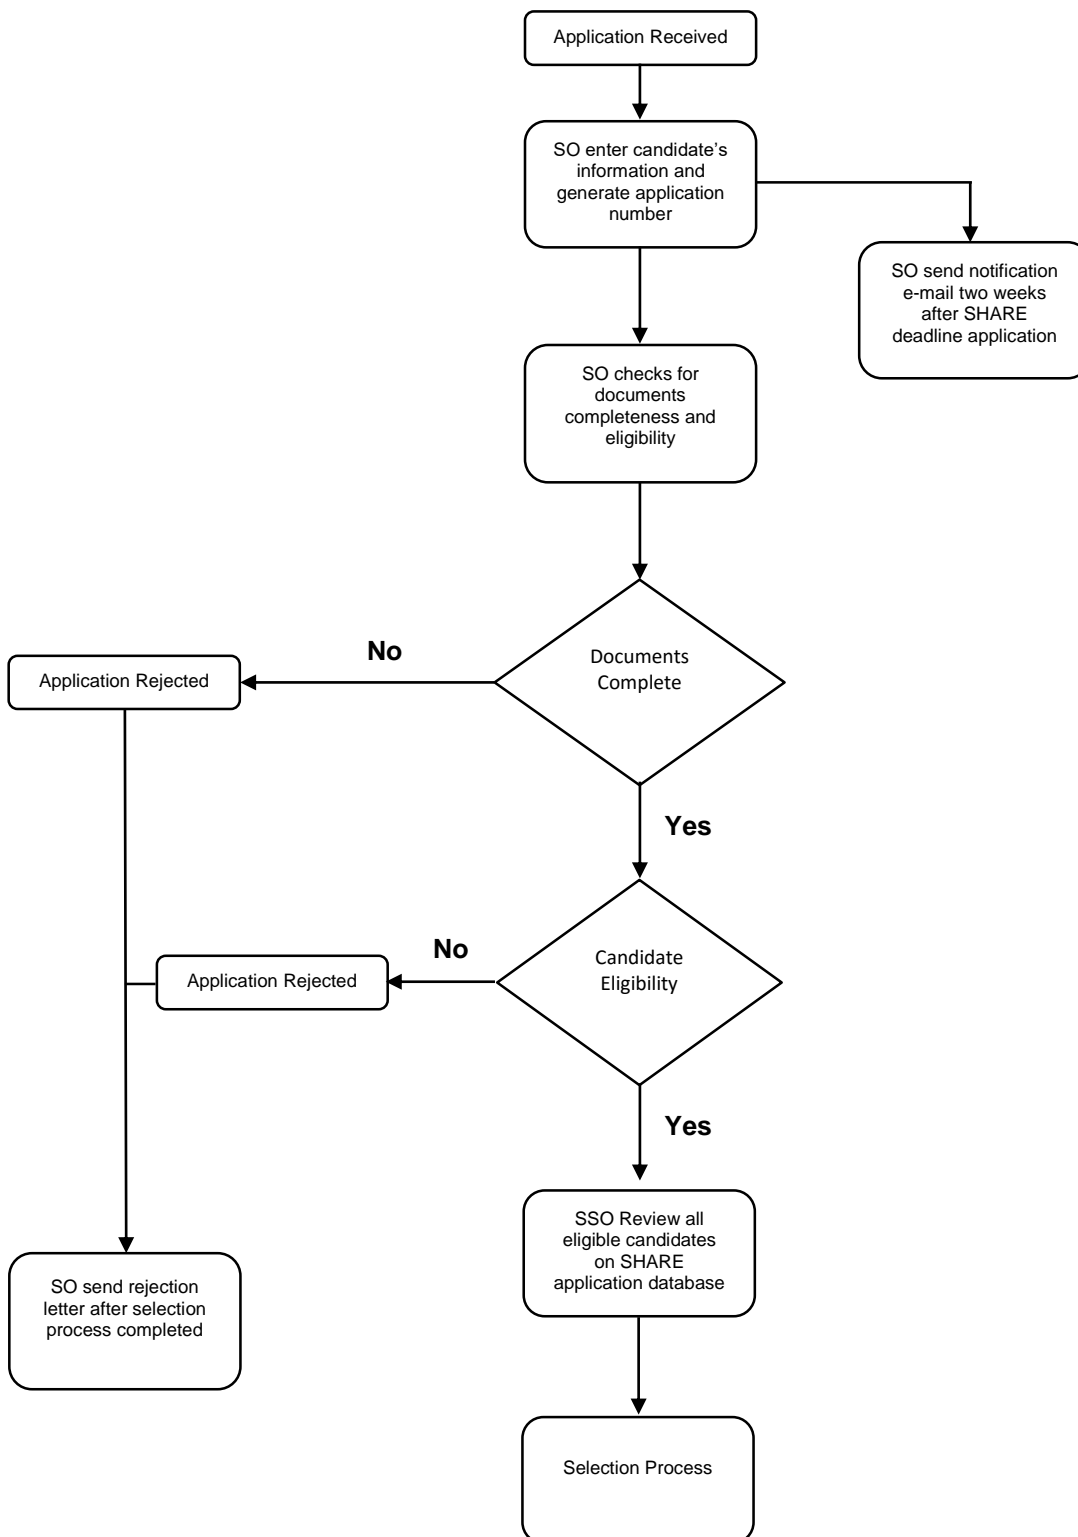 Application Received
SO enter candidate’s
information and
generate application
number
SO send notification
e-mail two weeks
after SHARE
deadline application
SO checks for
documents
completeness and
eligibility
Documents
Complete
No
Application Rejected
Yes
Candidate
Eligibility
No
Application Rejected
Yes
SSO Review all
eligible candidates
on SHARE
application database
SO send rejection
letter after selection
process completed
Selection Process